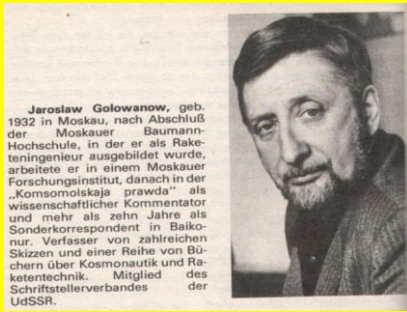 Jaroslaw Golowanow, geb.
1932 in Moskau, nach Abschluß
der Moskauer Baumann-
Hochschule, in der er als Rake-
teningenieur ausgebildet wurde,
arbeitete er in einem Moskauer
Forschungsinstitut, danach in der
„Komsomolskaja prawda“ als
wissenschaftlicher Kommentator
und mehr als zehn Jahre als
Sonderkorrespondent in Baiko-
nur. Verfasser von zahlreichen
Skizzen und einer Reihe von Bü-
chern über Kosmonautik und Ra-
ketentechnik. Mitglied des
Schriftstellerverbandes der
UdSSR.